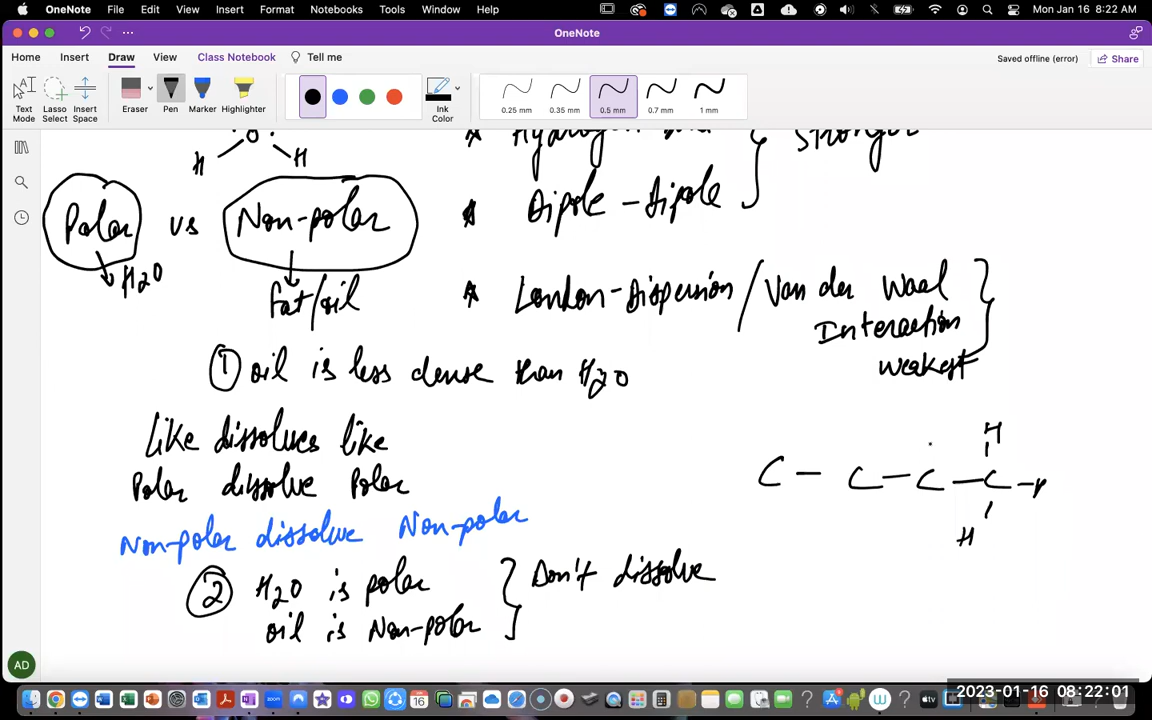 OneNote File Edit View Insert Format Notebooks Tools Window Help Mon Jan 16 8:22 AM
OneNote
Home Insert Draw View Class Notebook Tell me Saved offline (error) Share
Text Mode Lasso Select Insert Space Eraser Pen Marker Highlighter Ink Color 0.25 mm 0.35 mm 0.5 mm 0.7 mm 1 mm
O
H H
Hydrogen
stronger
Polar vs Non-polar
Dipole - Dipole
H2O
Fat/oil
London-Dispersion / Van der Waal
Interaction
weakest
① oil is less dense than H2O
Like dissolves like
Polar dissolve Polar
Non-polar dissolve Non-polar
② H2O is polar
oil is Non-polar
Don't dissolve
H
C - C - C - C -
H
AD
2023-01-16 08:22:01